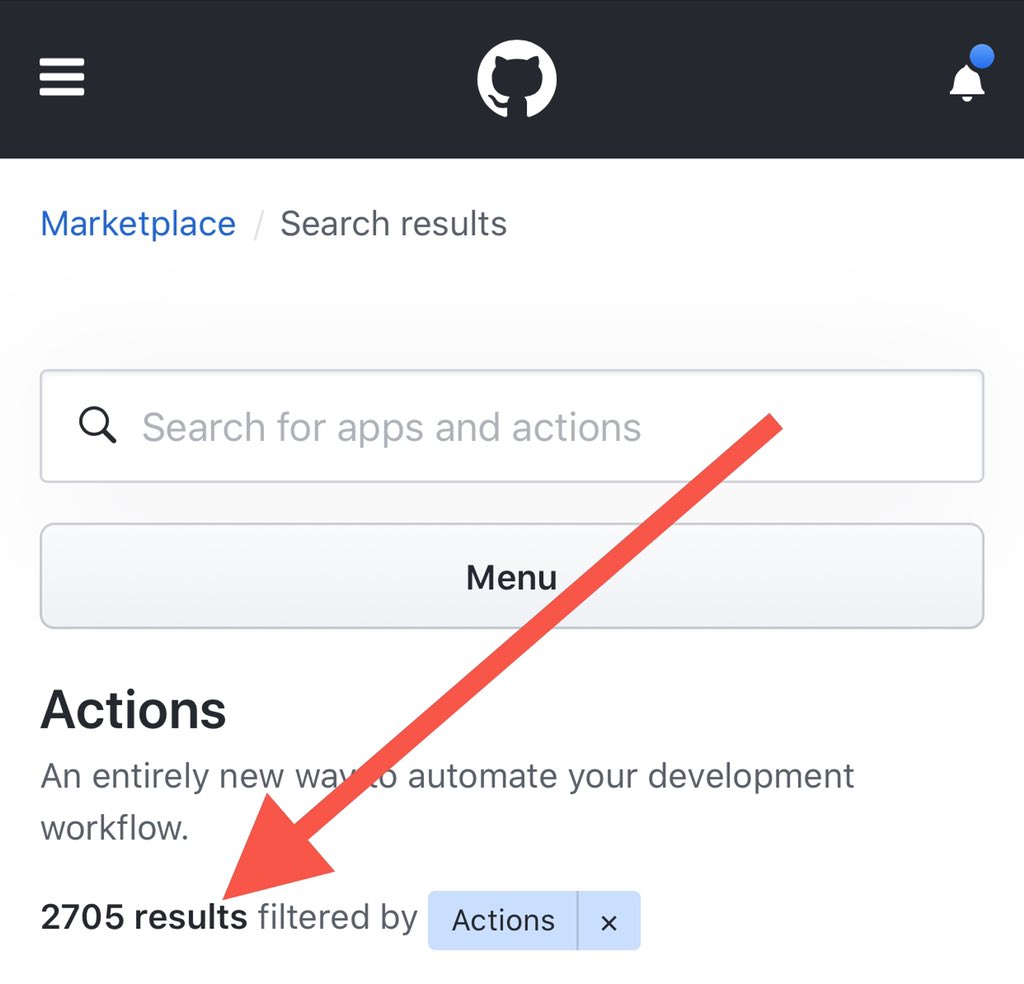 Marketplace / Search results
Search for apps and actions
Menu
Actions
An entirely new way to automate your development
workflow.
2705 results filtered by Actions ×